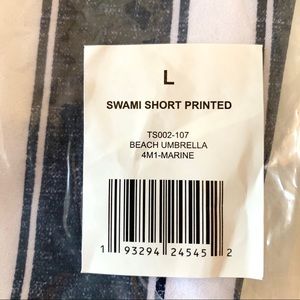 L
SWAMI SHORT PRINTED
TS002-107
BEACH UMBRELLA
4M1-MARINE
1 93294 24545 2